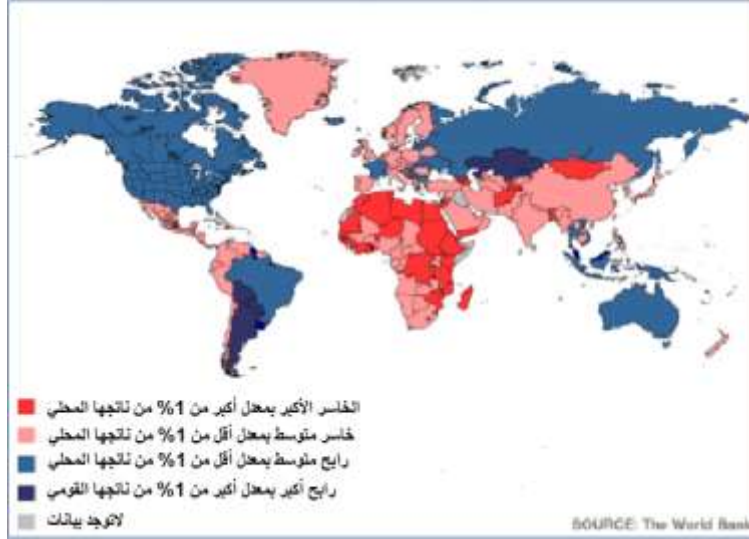 الخاسر الأكبر بمعدل أكبر من 1% من ناتجها المحلي
خاسر متوسط بمعدل أقل من 1% من ناتجها المحلي
رابح متوسط بمعدل أقل من 1% من ناتجها المحلي
رابح أكبر بمعدل أكبر من 1% من ناتجها القومي
لاتوجد بيانات
SOURCE: The World Bank